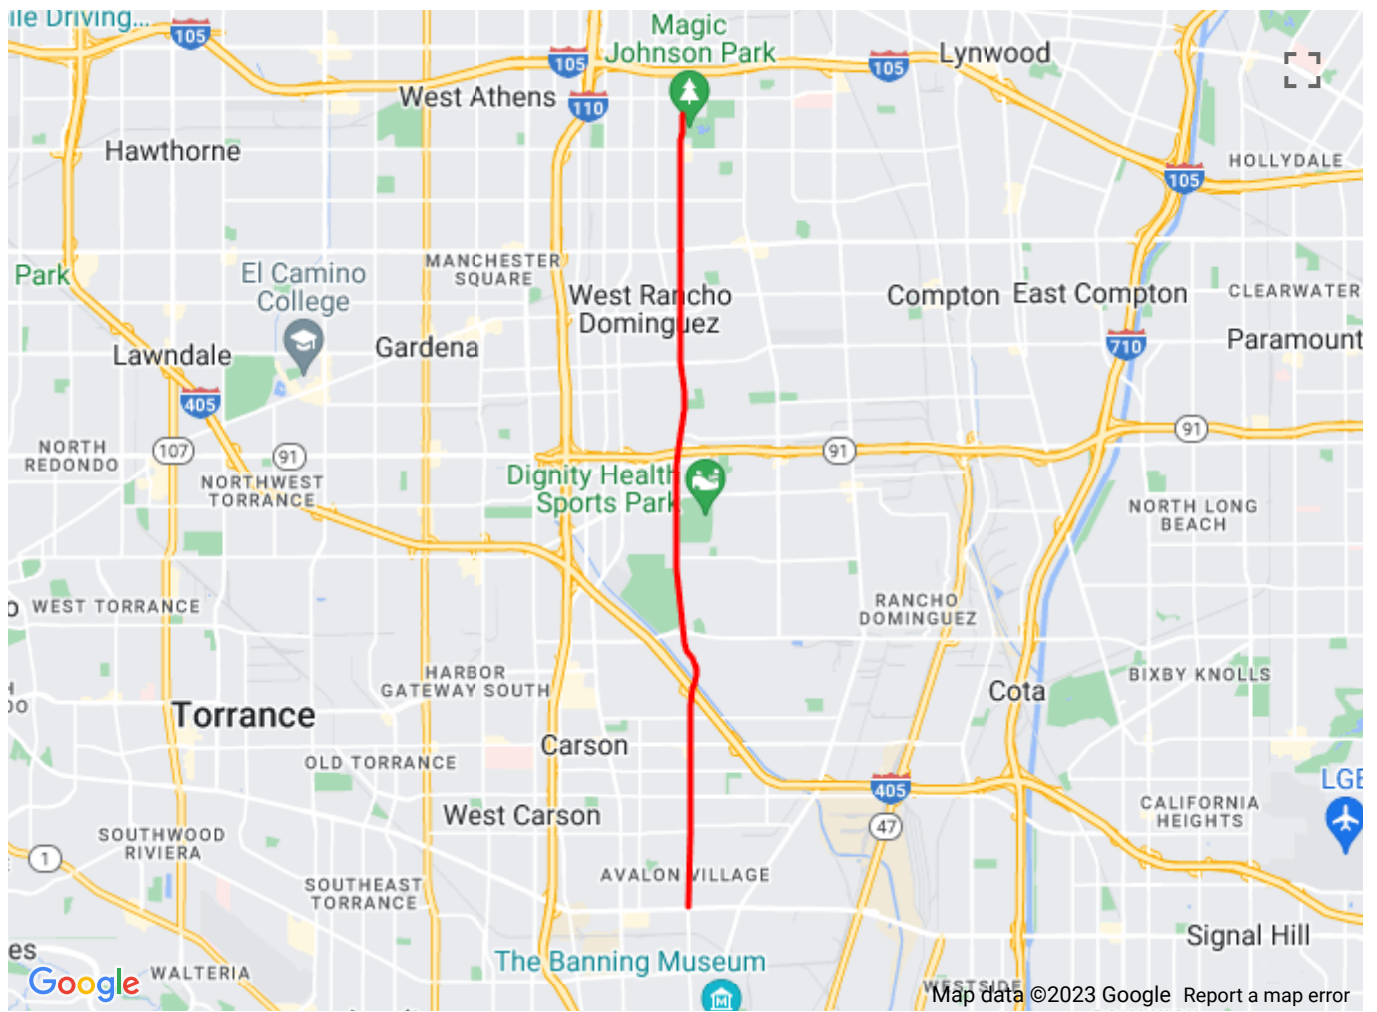 ile Driving...
105
Magic
Johnson Park
105
105
Lynwood
West Athens
110
Hawthorne
HOLLYDALE
105
Park
El Camino
College
MANCHESTER
SQUARE
West Rancho
Dominguez
Compton
East Compton
CLEARWATER
Lawndale
Gardena
710
Paramount
405
NORTH
REDONDO
107
91
91
91
NORTHWEST
TORRANCE
Dignity Health
Sports Park
NORTH LONG
BEACH
WEST TORRANCE
RANCHO
DOMINGUEZ
HARBOR
GATEWAY SOUTH
BIXBY KNOLLS
Cota
Torrance
Carson
OLD TORRANCE
405
LGB
West Carson
47
CALIFORNIA
HEIGHTS
SOUTHWOOD
RIVIERA
1
AVALON VILLAGE
SOUTHEAST
TORRANCE
Signal Hill
es
The Banning Museum
WALTERIA
Google
WESTSIDE
Map data ©2023 Google
Report a map error